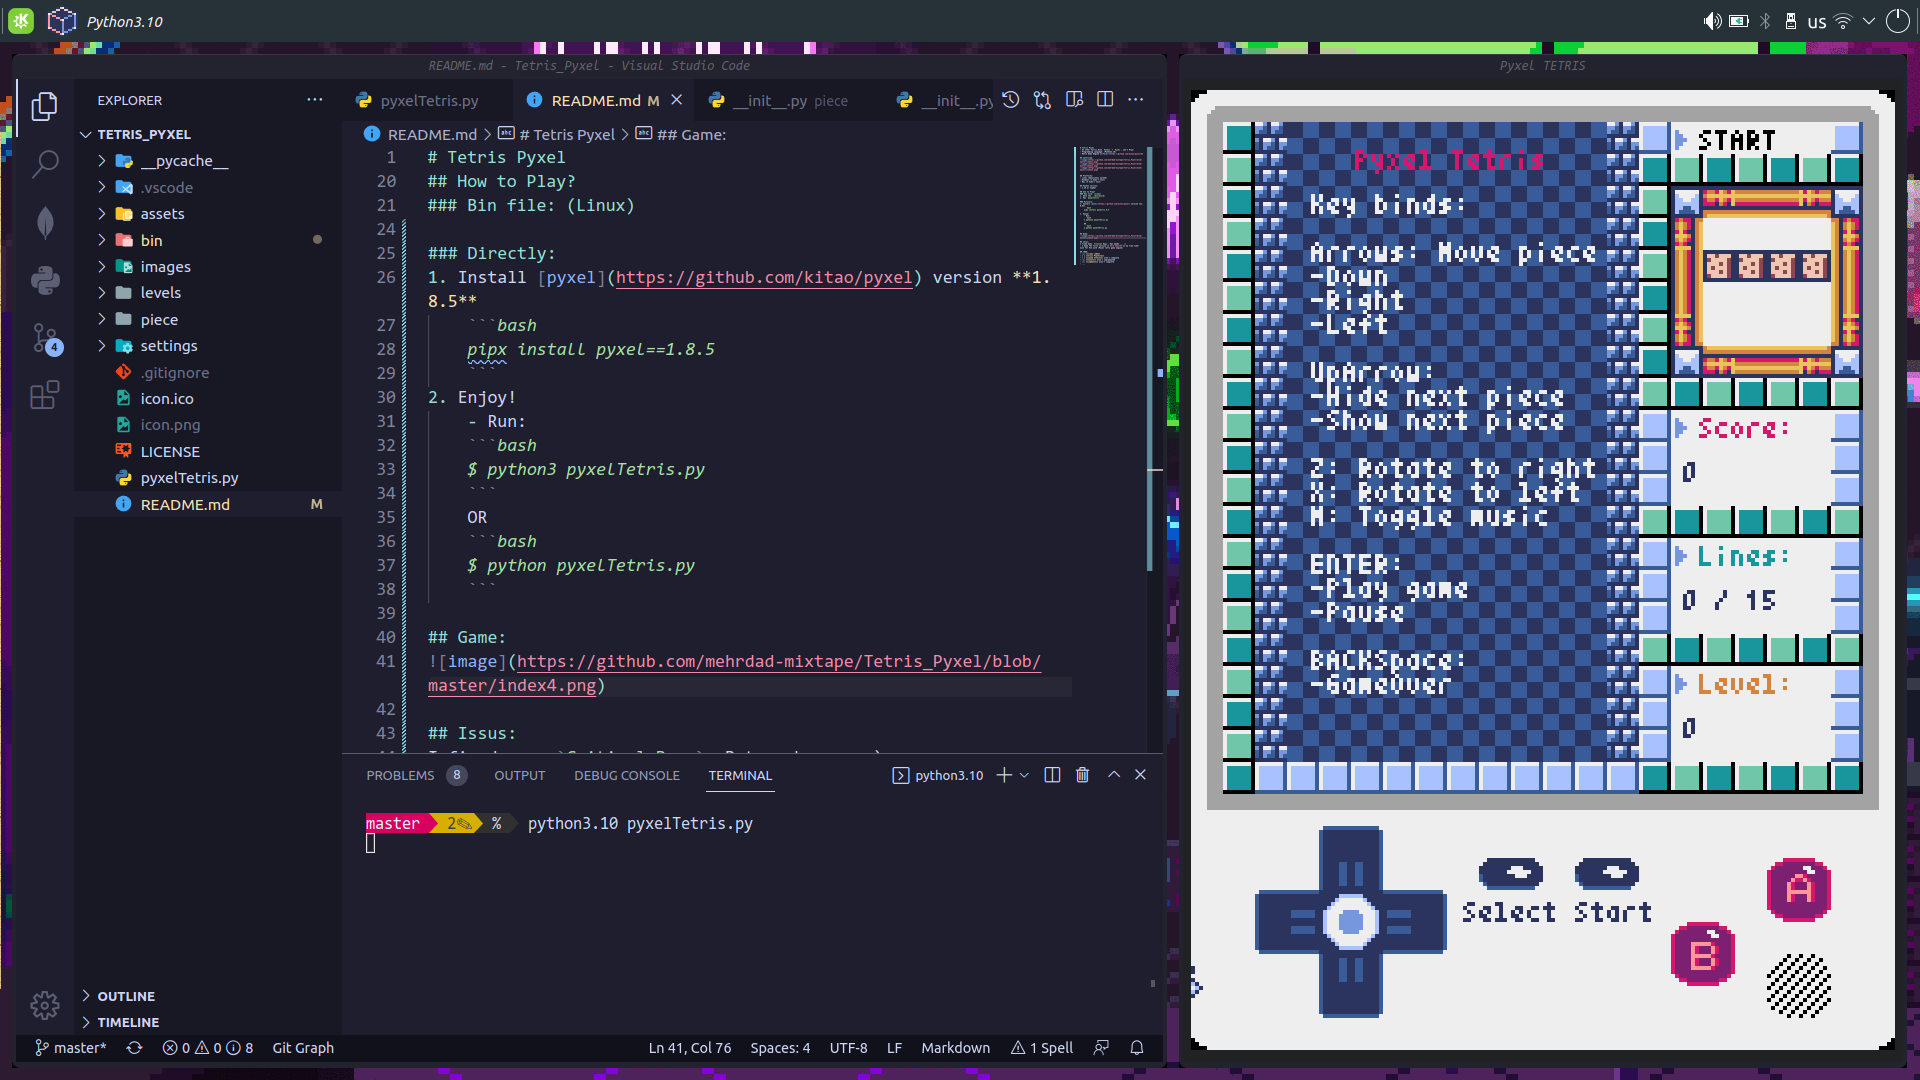 Python3.10
us
README.md - Tetris_Pyxel - Visual Studio Code
EXPLORER
TETRIS_PYXEL
__pycache__
.vscode
assets
bin
images
levels
piece
settings
.gitignore
icon.ico
icon.png
LICENSE
pyxelTetris.py
README.md M
OUTLINE
TIMELINE
4
pyxelTetris.py
README.md M
__init__.py piece
__init__.py
README.md > # Tetris Pyxel > ## Game:
1 # Tetris Pyxel
20 ## How to Play?
21 ### Bin file: (Linux)
24
25 ### Directly:
26 1. Install [pyxel](https://github.com/kitao/pyxel) version **1.
8.5**
27 ```bash
28 pipx install pyxel==1.8.5
29 ```
30 2. Enjoy!
31 - Run:
32 ```bash
33 $ python3 pyxelTetris.py
34 ```
35 OR
36 ```bash
37 $ python pyxelTetris.py
38 ```
39
40 ## Game:
41 ![image](https://github.com/mehrdad-mixtape/Tetris_Pyxel/blob/
master/index4.png)
42
43 ## Issus:
PROBLEMS 8 OUTPUT DEBUG CONSOLE TERMINAL
python3.10
master 2 % python3.10 pyxelTetris.py
master* 0 0 8 Git Graph
Ln 41, Col 76 Spaces: 4 UTF-8 LF Markdown 1 Spell
Pyxel TETRIS
Pyxel Tetris
Key binds:
Arrows: Move piece
-Down
-Right
-Left
UpArrow:
-Hide next piece
-Show next piece
Z: Rotate to right
X: Rotate to left
M: Toggle music
ENTER:
-Play game
-Pause
BACKSpace:
-GameOver
START
Score:
0
Lines:
0 / 15
Level:
0
Select Start
A
B